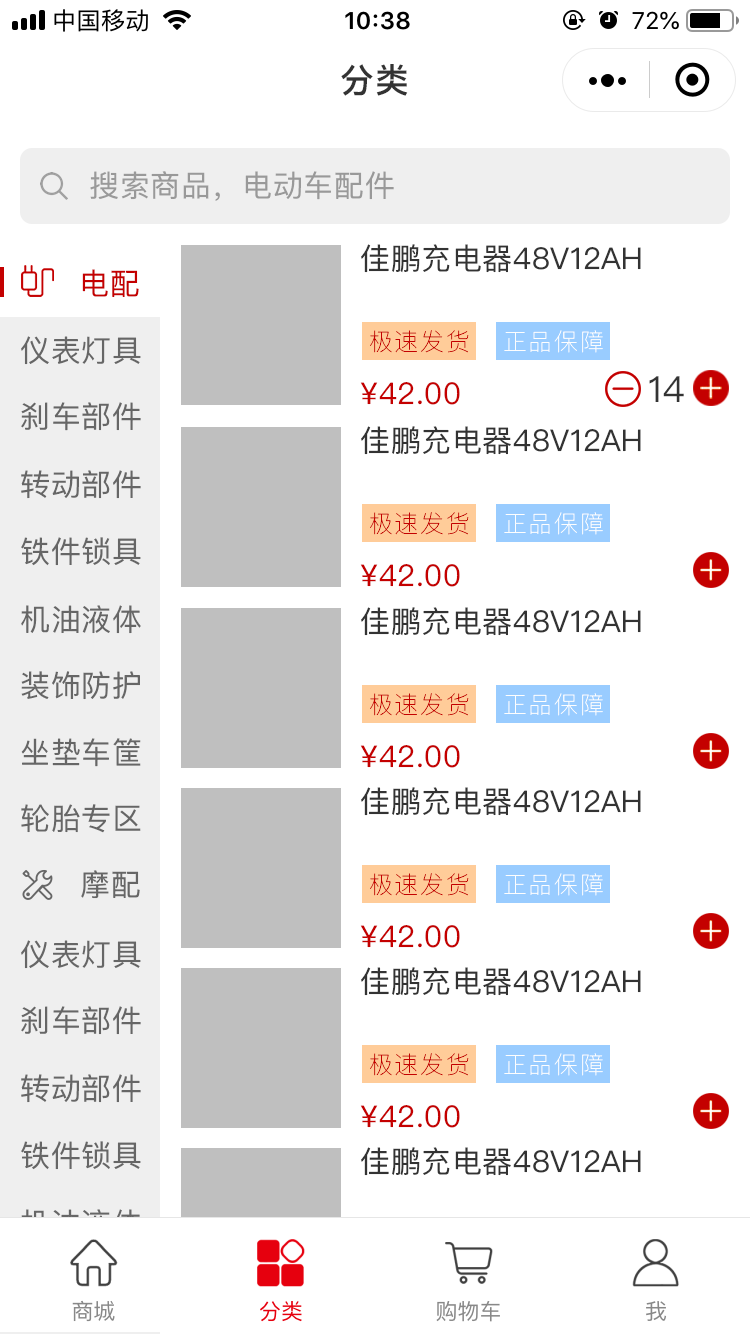 中国移动 10:38 72%
分类
搜索商品，电动车配件
电配
仪表灯具
刹车部件
转动部件
铁件锁具
机油液体
装饰防护
坐垫车筐
轮胎专区
摩配
仪表灯具
刹车部件
转动部件
铁件锁具
机油液体
佳鹏充电器48V12AH
极速发货 正品保障
¥42.00 14
佳鹏充电器48V12AH
极速发货 正品保障
¥42.00
佳鹏充电器48V12AH
极速发货 正品保障
¥42.00
佳鹏充电器48V12AH
极速发货 正品保障
¥42.00
佳鹏充电器48V12AH
极速发货 正品保障
¥42.00
佳鹏充电器48V12AH
商城 分类 购物车 我